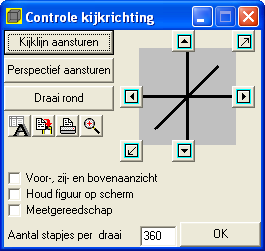 Controle kijkrichting
Kijklijn aansturen
Perspectief aansturen
Draai rond
Voor-, zij- en bovenaanzicht
Houd figuur op scherm
Meetgereedschap
Aantal stapjes per draai 360 OK